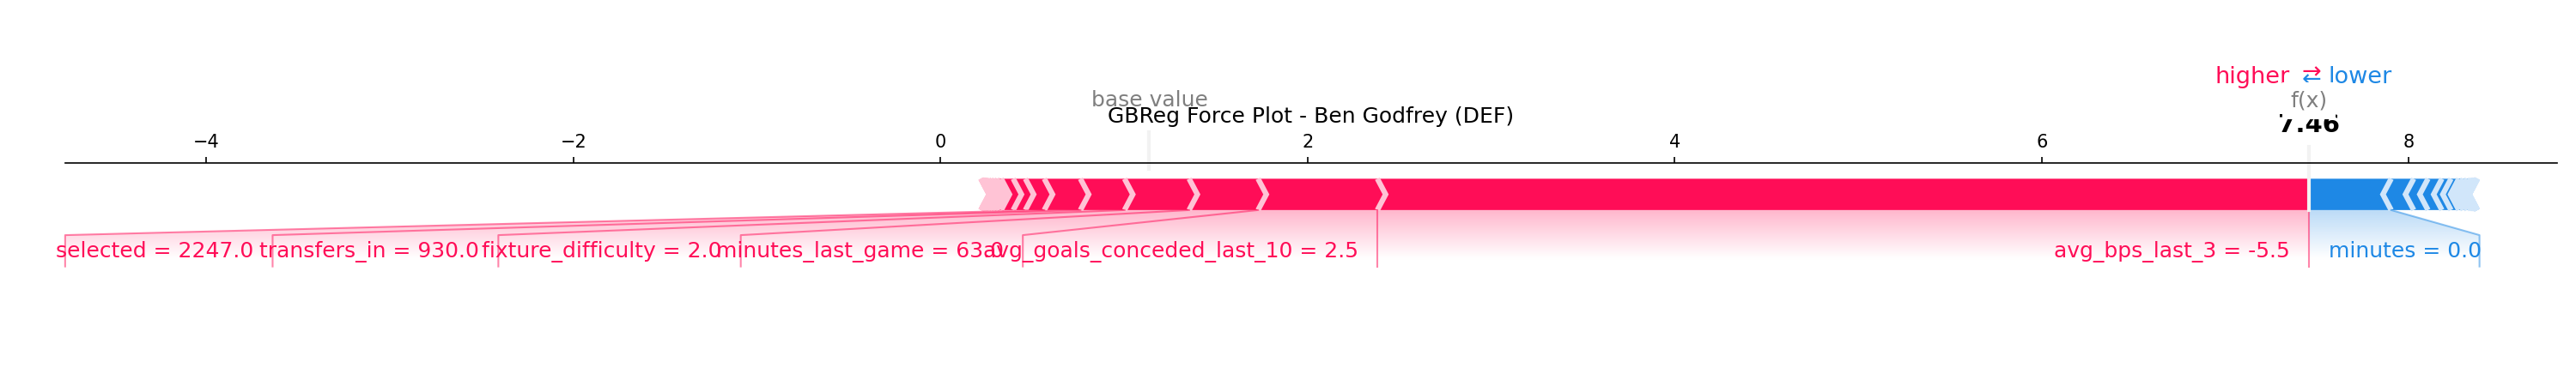 higher ⇄ lower
base value
f(x)
GBReg Force Plot - Ben Godfrey (DEF)
7.46
−4 −2 0 2 4 6 8
selected = 2247.0 transfers_in = 930.0 fixture_difficulty = 2.0 minutes_last_game = 63.0 avg_goals_conceded_last_10 = 2.5 avg_bps_last_3 = -5.5 minutes = 0.0